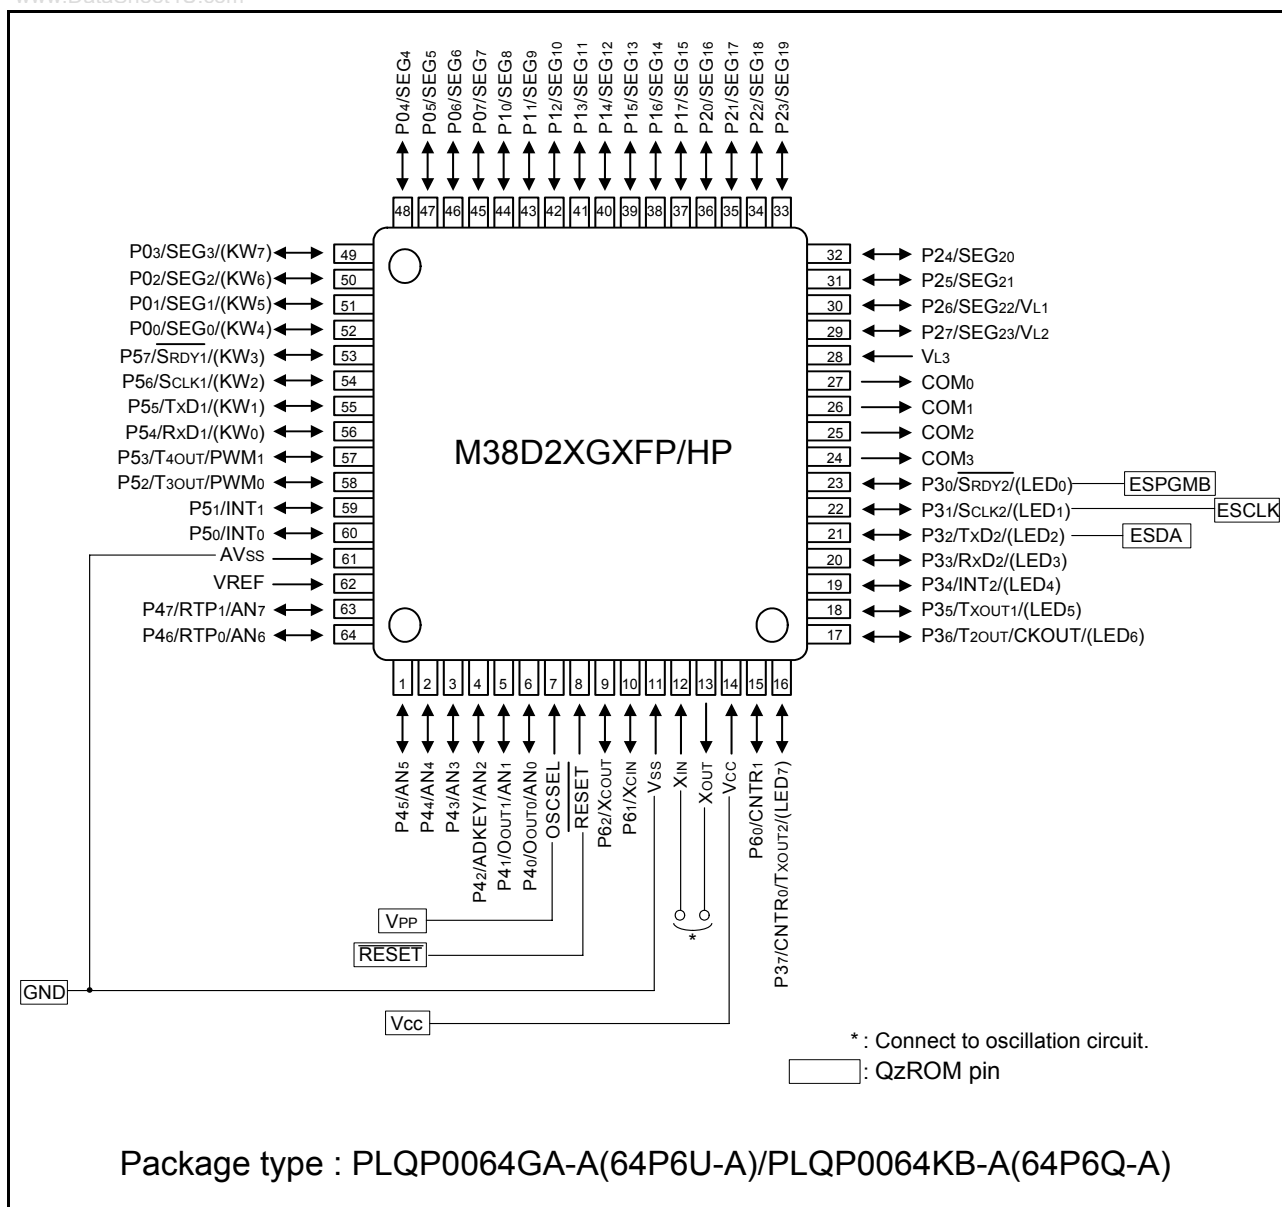 P04/SEG4
P05/SEG5
P06/SEG6
P07/SEG7
P10/SEG8
P11/SEG9
P12/SEG10
P13/SEG11
P14/SEG12
P15/SEG13
P16/SEG14
P17/SEG15
P20/SEG16
P21/SEG17
P22/SEG18
P23/SEG19
48 47 46 45 44 43 42 41 40 39 38 37 36 35 34 33
P03/SEG3/(KW7) 49
P02/SEG2/(KW6) 50
P01/SEG1/(KW5) 51
P00/SEG0/(KW4) 52
P57/SRDY1/(KW3) 53
P56/SCLK1/(KW2) 54
P55/TxD1/(KW1) 55
P54/RxD1/(KW0) 56
P53/T4OUT/PWM1 57
P52/T3OUT/PWM0 58
P51/INT1 59
P50/INT0 60
AVSS 61
VREF 62
P47/RTP1/AN7 63
P46/RTP0/AN6 64
M38D2XGXFP/HP
32 P24/SEG20
31 P25/SEG21
30 P26/SEG22/VL1
29 P27/SEG23/VL2
28 VL3
27 COM0
26 COM1
25 COM2
24 COM3
23 P30/SRDY2/(LED0) ESPGMB
22 P31/SCLK2/(LED1) ESCLK
21 P32/TxD2/(LED2) ESDA
20 P33/RxD2/(LED3)
19 P34/INT2/(LED4)
18 P35/TXOUT1/(LED5)
17 P36/T2OUT/CKOUT/(LED6)
1 2 3 4 5 6 7 8 9 10 11 12 13 14 15 16
P45/AN5
P44/AN4
P43/AN3
P42/ADKEY/AN2
P41/OOUT1/AN1
P40/OOUT0/AN0
OSCSEL
RESET
P62/XCOUT
P61/XCIN
VSS
XIN
XOUT
VCC
P60/CNTR1
P37/CNTR0/TXOUT2/(LED7)
VPP
RESET
*
GND
Vcc
* : Connect to oscillation circuit.
: QzROM pin
Package type : PLQP0064GA-A(64P6U-A)/PLQP0064KB-A(64P6Q-A)